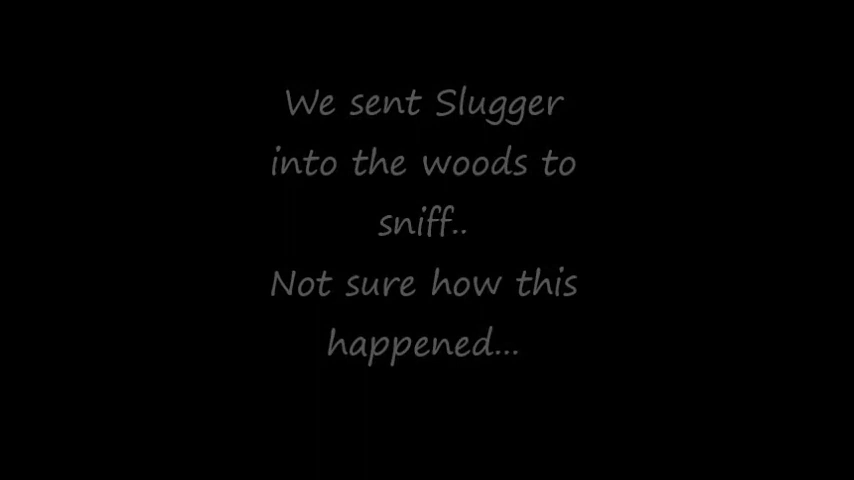 We sent Slugger
into the woods to
sniff..
Not sure how this
happened...